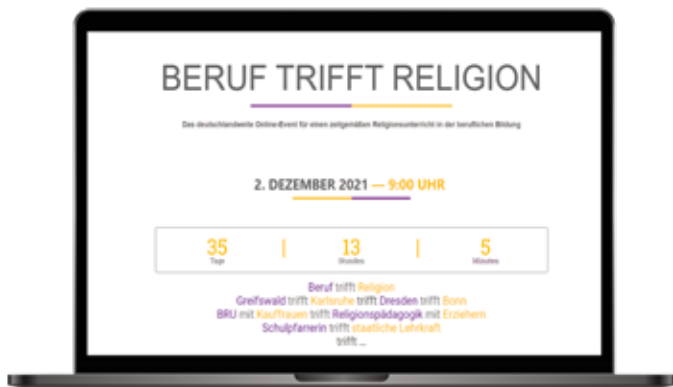 BERUF TRIFFT RELIGION
Das deutschlandweite Online-Event für einen zeitgemäßen Religionsunterricht in der beruflichen Bildung
2. DEZEMBER 2021 — 9:00 UHR
35 | 13 | 5
Tage Stunden Minuten
Beruf trifft Religion
Greifswald trifft Karlsruhe trifft Dresden trifft Bonn
BRU mit Kauffrauen trifft Religionspädagogik mit Erziehern
Schulpfarrerin trifft staatliche Lehrkraft
trifft ...